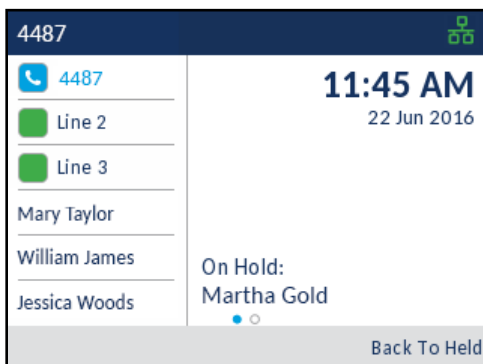 4487
4487
Line 2
Line 3
Mary Taylor
William James
Jessica Woods
11:45 AM
22 Jun 2016
On Hold:
Martha Gold
Back To Held